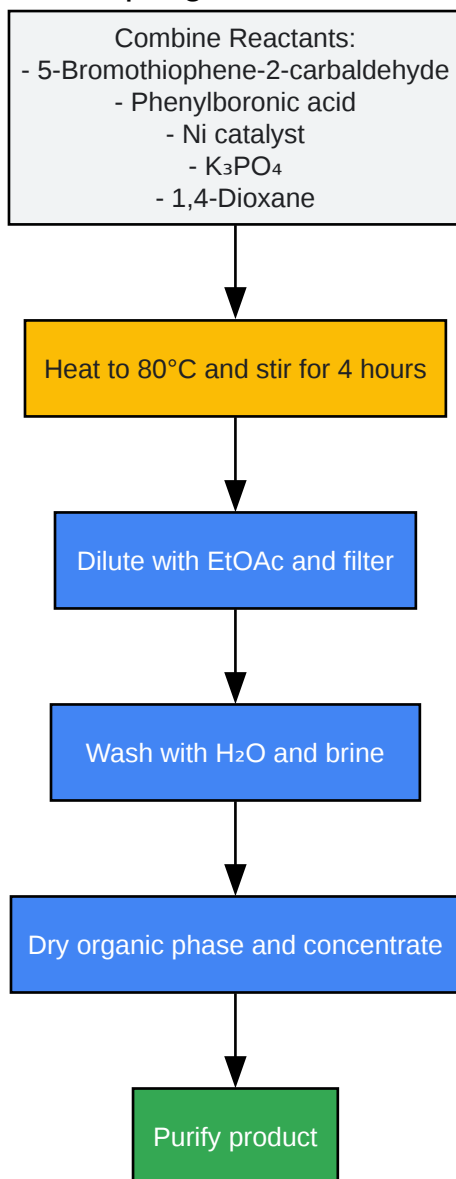 Combine Reactants:
- 5-Bromothiophene-2-carbaldehyde
- Phenylboronic acid
- Ni catalyst
- K₃PO₄
- 1,4-Dioxane
Heat to 80°C and stir for 4 hours
Dilute with EtOAc and filter
Wash with H₂O and brine
Dry organic phase and concentrate
Purify product